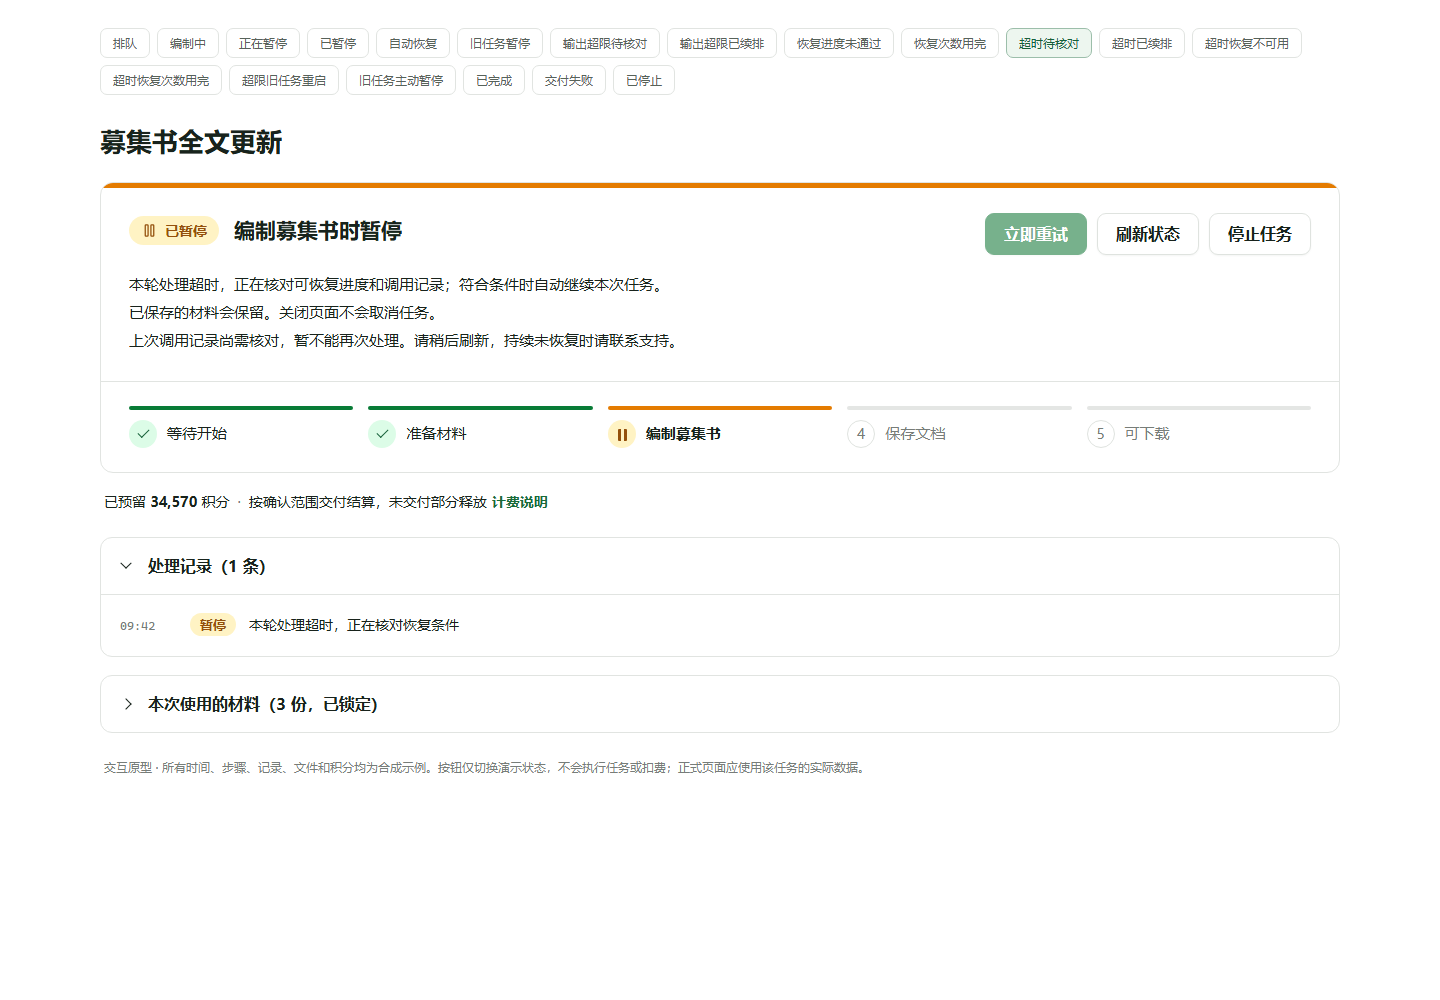 排队 编制中 正在暂停 已暂停 自动恢复 旧任务暂停 输出超限待核对 输出超限已续排 恢复进度未通过 恢复次数用完 超时待核对 超时已续排 超时恢复不可用
超时恢复次数用完 超限旧任务重启 旧任务主动暂停 已完成 交付失败 已停止
募集书全文更新
已暂停 编制募集书时暂停 立即重试 刷新状态 停止任务
本轮处理超时，正在核对可恢复进度和调用记录；符合条件时自动继续本次任务。
已保存的材料会保留。关闭页面不会取消任务。
上次调用记录尚需核对，暂不能再次处理。请稍后刷新，持续未恢复时请联系支持。
等待开始 准备材料 编制募集书 4 保存文档 5 可下载
已预留 34,570 积分 · 按确认范围交付结算，未交付部分释放 计费说明
处理记录（1 条）
09:42 暂停 本轮处理超时，正在核对恢复条件
本次使用的材料（3 份，已锁定）
交互原型 · 所有时间、步骤、记录、文件和积分均为合成示例。按钮仅切换演示状态，不会执行任务或扣费；正式页面应使用该任务的实际数据。